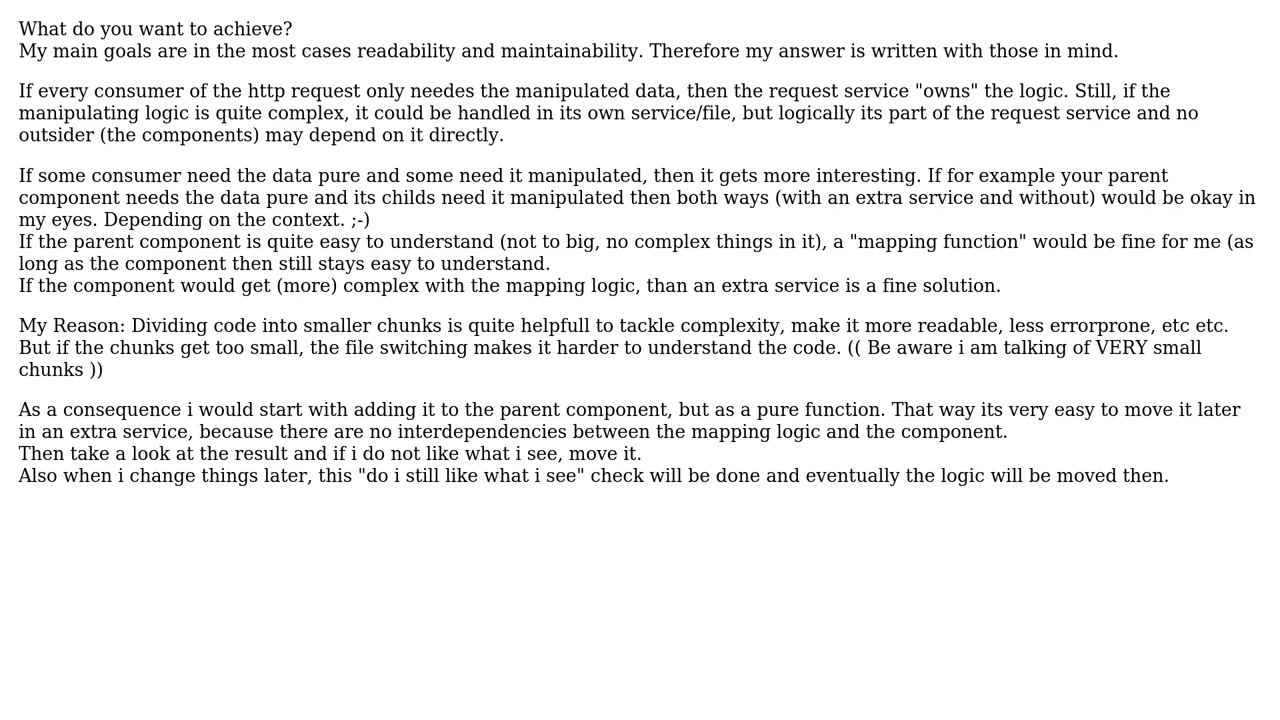 What do you want to achieve?
My main goals are in the most cases readability and maintainability. Therefore my answer is written with those in mind.
If every consumer of the http request only needes the manipulated data, then the request service "owns" the logic. Still, if the
manipulating logic is quite complex, it could be handled in its own service/file, but logically its part of the request service and no
outsider (the components) may depend on it directly.
If some consumer need the data pure and some need it manipulated, then it gets more interesting. If for example your parent
component needs the data pure and its childs need it manipulated then both ways (with an extra service and without) would be okay in
my eyes. Depending on the context. ;-)
If the parent component is quite easy to understand (not to big, no complex things in it), a "mapping function" would be fine for me (as
long as the component then still stays easy to understand.
If the component would get (more) complex with the mapping logic, than an extra service is a fine solution.
My Reason: Dividing code into smaller chunks is quite helpfull to tackle complexity, make it more readable, less errorprone, etc etc.
But if the chunks get too small, the file switching makes it harder to understand the code. (( Be aware i am talking of VERY small
chunks ))
As a consequence i would start with adding it to the parent component, but as a pure function. That way its very easy to move it later
in an extra service, because there are no interdependencies between the mapping logic and the component.
Then take a look at the result and if i do not like what i see, move it.
Also when i change things later, this "do i still like what i see" check will be done and eventually the logic will be moved then.